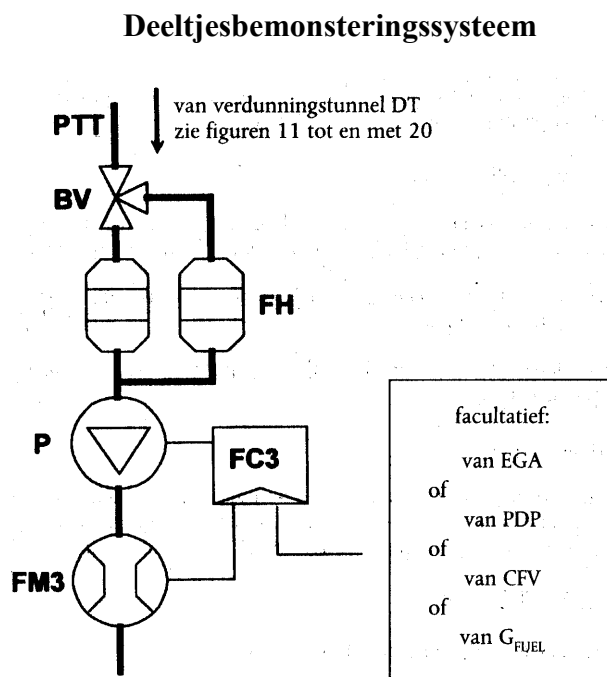 Deeltjesbemonsteringssysteem
PTT
van verdunningstunnel DT
zie figuren 11 tot en met 20
BV
FH
P
FC3
FM3
facultatief:
van EGA
of
van PDP
of
van CFV
of
van G_FUEL